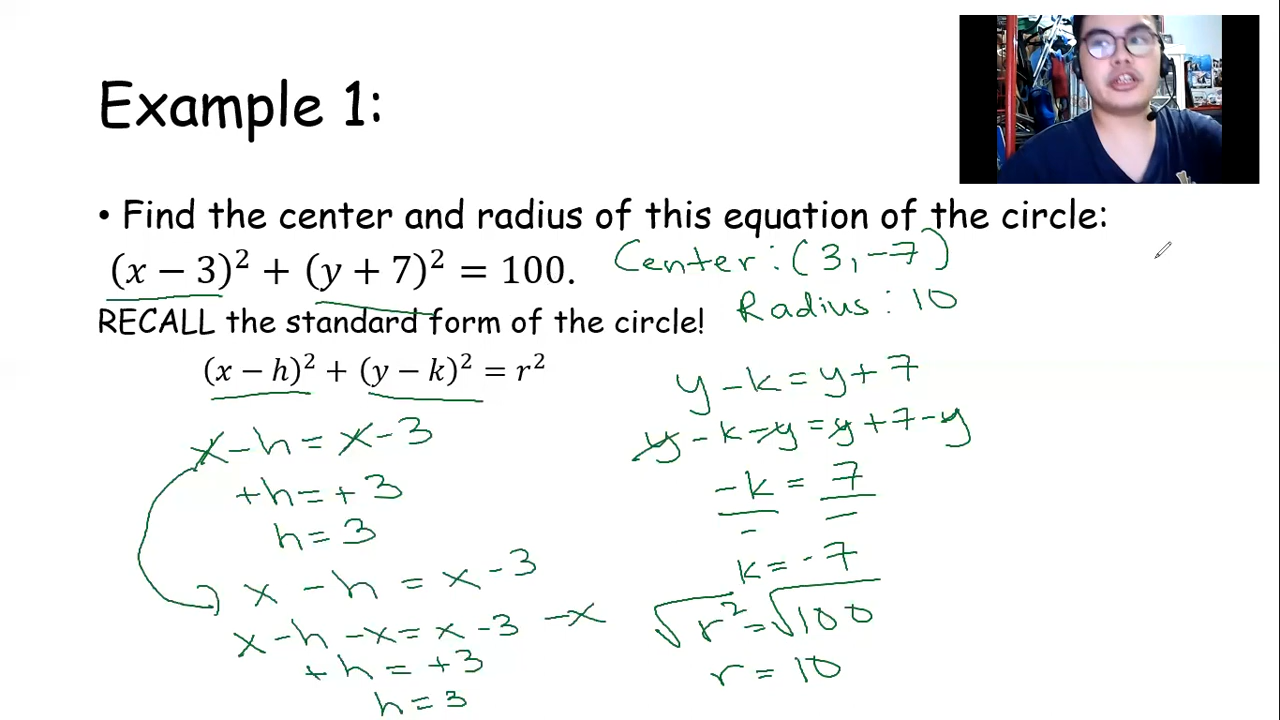 Example 1:
• Find the center and radius of this equation of the circle:
(x − 3)² + (y + 7)² = 100.
Center: (3, -7)
Radius: 10
RECALL the standard form of the circle!
(x − h)² + (y − k)² = r²
x - h = x - 3
+h = +3
h = 3
x - h = x - 3
x - h - x = x - 3 - x
+h = +3
h = 3
y - k = y + 7
y - k - y = y + 7 - y
-k = 7
- -
k = -7
√r² = √100
r = 10